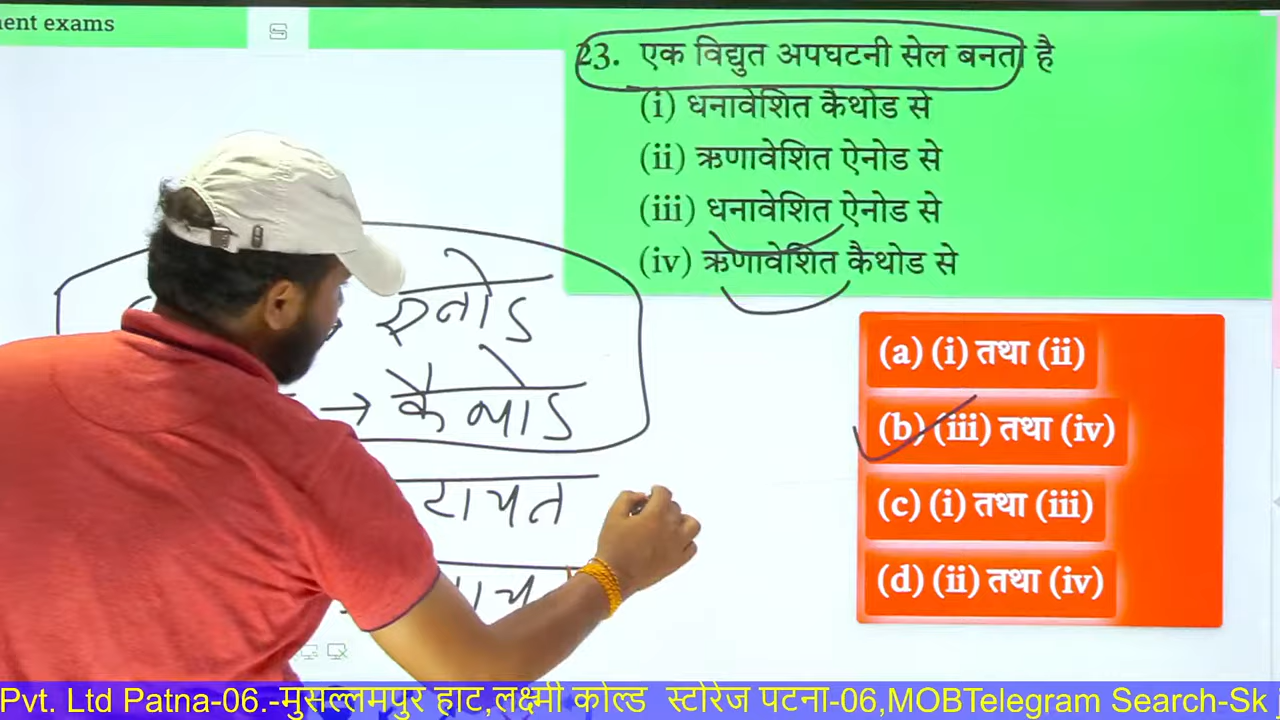 ent exams
23. एक विद्युत अपघटनी सेल बनता है
(i) धनावेशित कैथोड से
(ii) ऋणावेशित ऐनोड से
(iii) धनावेशित ऐनोड से
(iv) ऋणावेशित कैथोड से
एनोड
→ कैथोड
(a) (i) तथा (ii)
(b) (iii) तथा (iv)
(c) (i) तथा (iii)
(d) (ii) तथा (iv)
Pvt. Ltd Patna-06.-मुसल्लमपुर हाट,लक्ष्मी कोल्ड स्टोरेज पटना-06,MOBTelegram Search-Sk